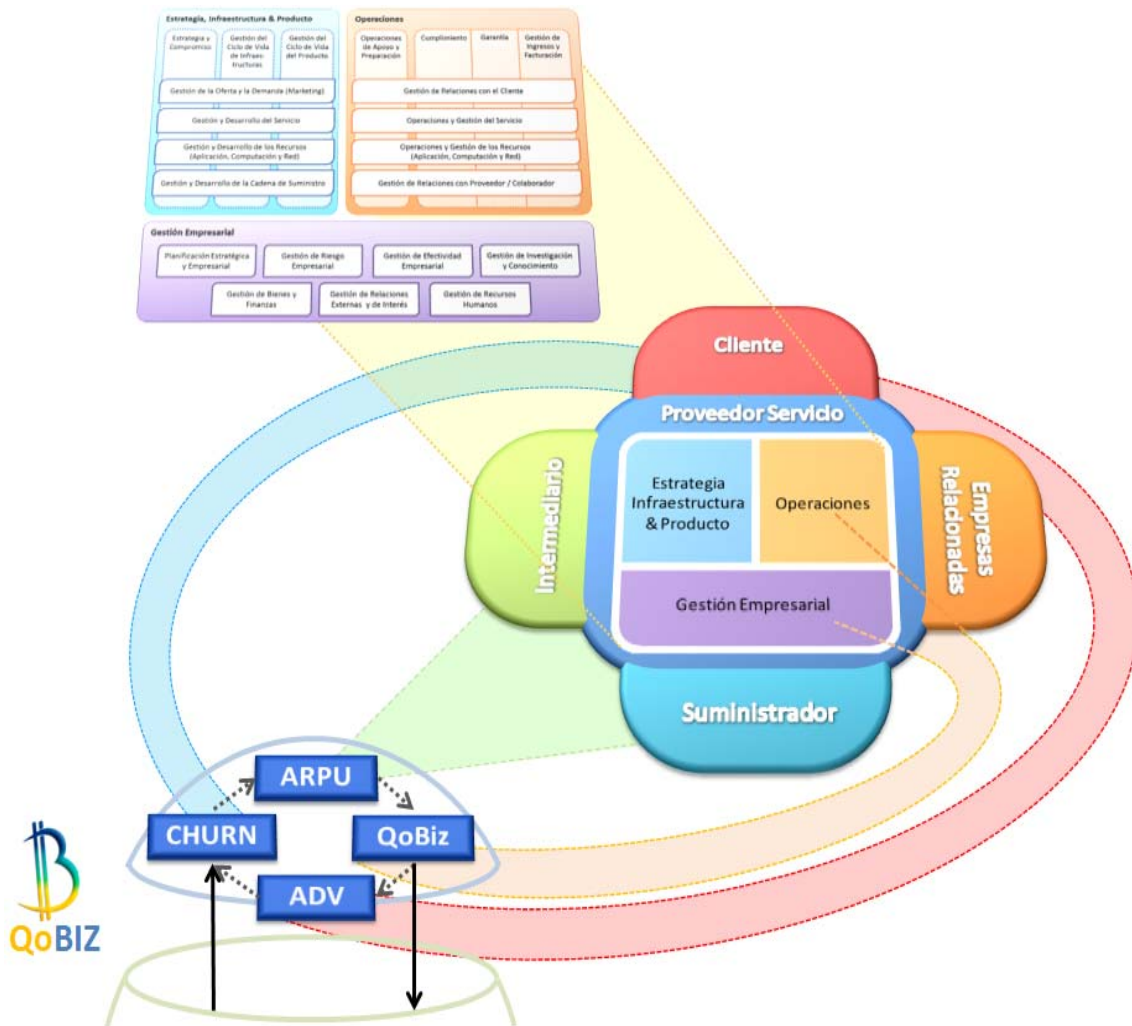 Estrategia, Infraestructura & Producto
Estrategia y
Compromiso
Gestión del
Ciclo de Vida
de Infraes-
tructuras
Gestión del
Ciclo de Vida
del Producto
Gestión de la Oferta y la Demanda (Marketing)
Gestión y Desarrollo del Servicio
Gestión y Desarrollo de los Recursos
(Aplicación, Computación y Red)
Gestión y Desarrollo de la Cadena de Suministro
Operaciones
Operaciones
de Apoyo y
Preparación
Cumplimiento
Garantía
Gestión de
Ingresos y
Facturación
Gestión de Relaciones con el Cliente
Operaciones y Gestión del Servicio
Operaciones y Gestión de los Recursos
(Aplicación, Computación y Red)
Gestión de Relaciones con Proveedor / Colaborador
Gestión Empresarial
Planificación Estratégica
y Empresarial
Gestión de Riesgo
Empresarial
Gestión de Efectividad
Empresarial
Gestión de Investigación
y Conocimiento
Gestión de Bienes y
Finanzas
Gestión de Relaciones
Externas y de Interés
Gestión de Recursos
Humanos
Cliente
Proveedor Servicio
Intermediario
Estrategia
Infraestructura
& Producto
Operaciones
Empresas
Relacionadas
Gestión Empresarial
Suministrador
ARPU
CHURN
QoBiz
ADV
QoBIZ